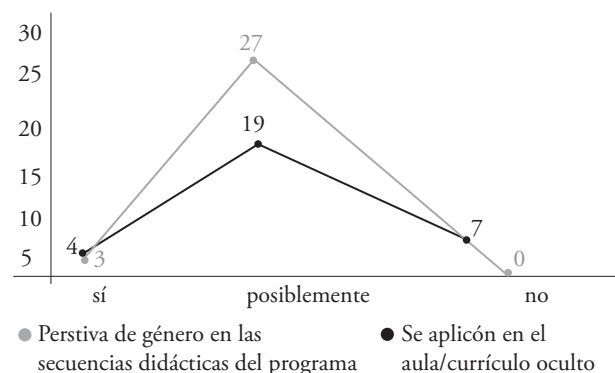 30
27
25
20
19
15
10
7
4
3
5
0
sí posiblemente no
Perstiva de género en las
secuencias didácticas del programa
Se aplicón en el
aula/currículo oculto